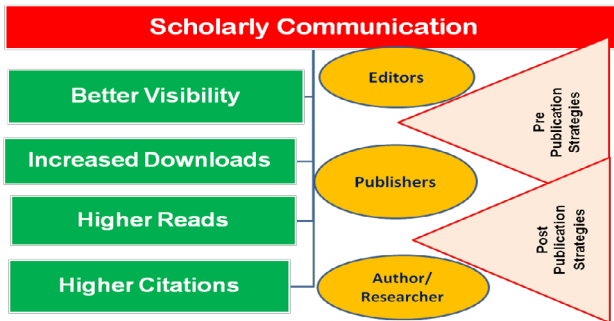 Scholarly Communication
Editors
Better Visibility
Pre
Publication
Strategies
Increased Downloads
Publishers
Higher Reads
Post
Publication
Strategies
Higher Citations
Author/
Researcher